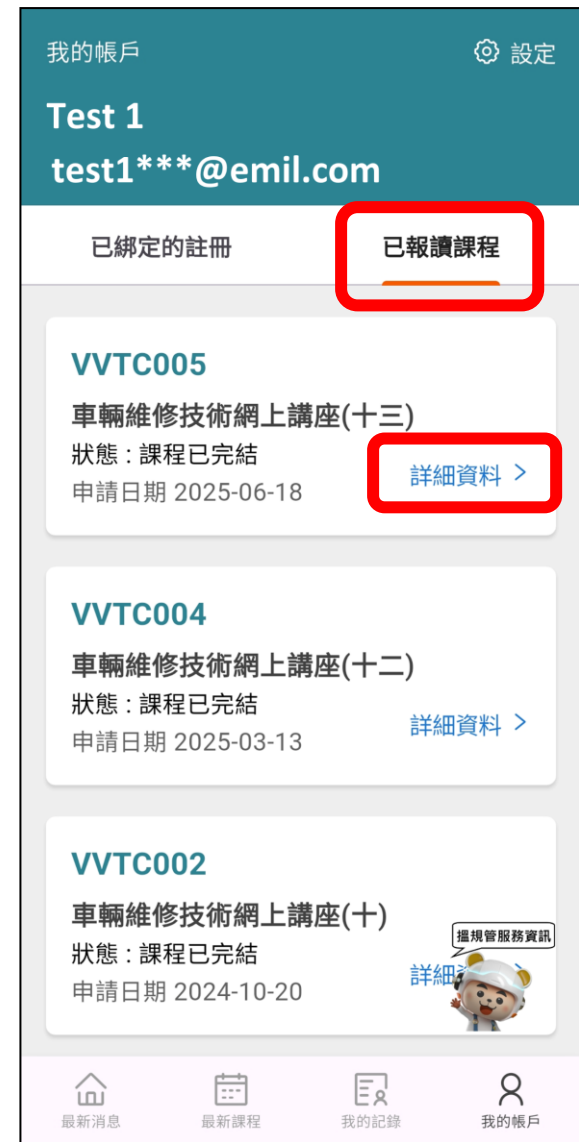 我的帳戶 設定
Test 1
test1***@emil.com
已綁定的註冊 已報讀課程
VVTC005
車輛維修技術網上講座(十三)
狀態 : 課程已完結
申請日期 2025-06-18 詳細資料 >
VVTC004
車輛維修技術網上講座(十二)
狀態 : 課程已完結
申請日期 2025-03-13 詳細資料 >
VVTC002
車輛維修技術網上講座(十)
搵規管服務資訊
狀態 : 課程已完結
申請日期 2024-10-20 詳細
最新消息 最新課程 我的記錄 我的帳戶